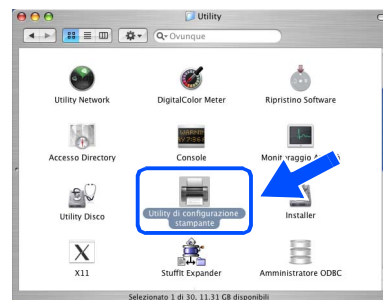 Utility
Ovunque
Utility Network
DigitalColor Meter
Ripristino Software
Accesso Directory
Console
Utility Disco
Utility di configurazione
stampante
Installer
X11
StuffIt Expander
Amministratore ODBC
Selezionato 1 di 30, 11.31 GB disponibili